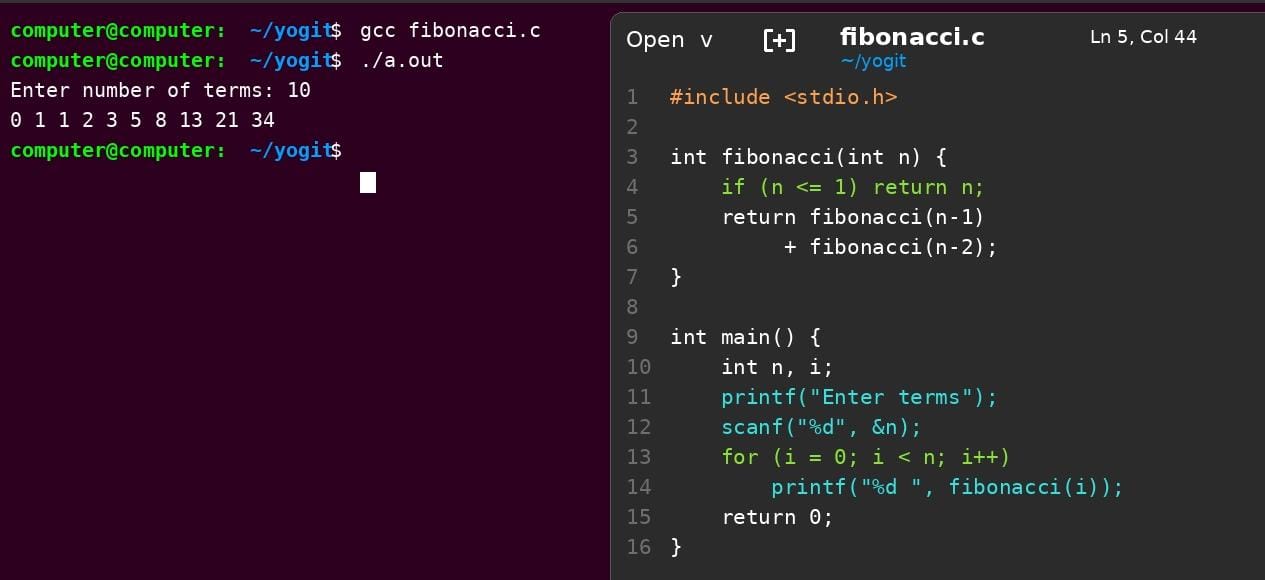 computer@computer: ~/yogit$ gcc fibonacci.c
computer@computer: ~/yogit$ ./a.out
Enter number of terms: 10
0 1 1 2 3 5 8 13 21 34
computer@computer: ~/yogit$
Open v [+] fibonacci.c Ln 5, Col 44
~/yogit
1 #include <stdio.h>
2
3 int fibonacci(int n) {
4     if (n <= 1) return n;
5     return fibonacci(n-1)
6          + fibonacci(n-2);
7 }
8
9 int main() {
10     int n, i;
11     printf("Enter terms");
12     scanf("%d", &n);
13     for (i = 0; i < n; i++)
14         printf("%d ", fibonacci(i));
15     return 0;
16 }